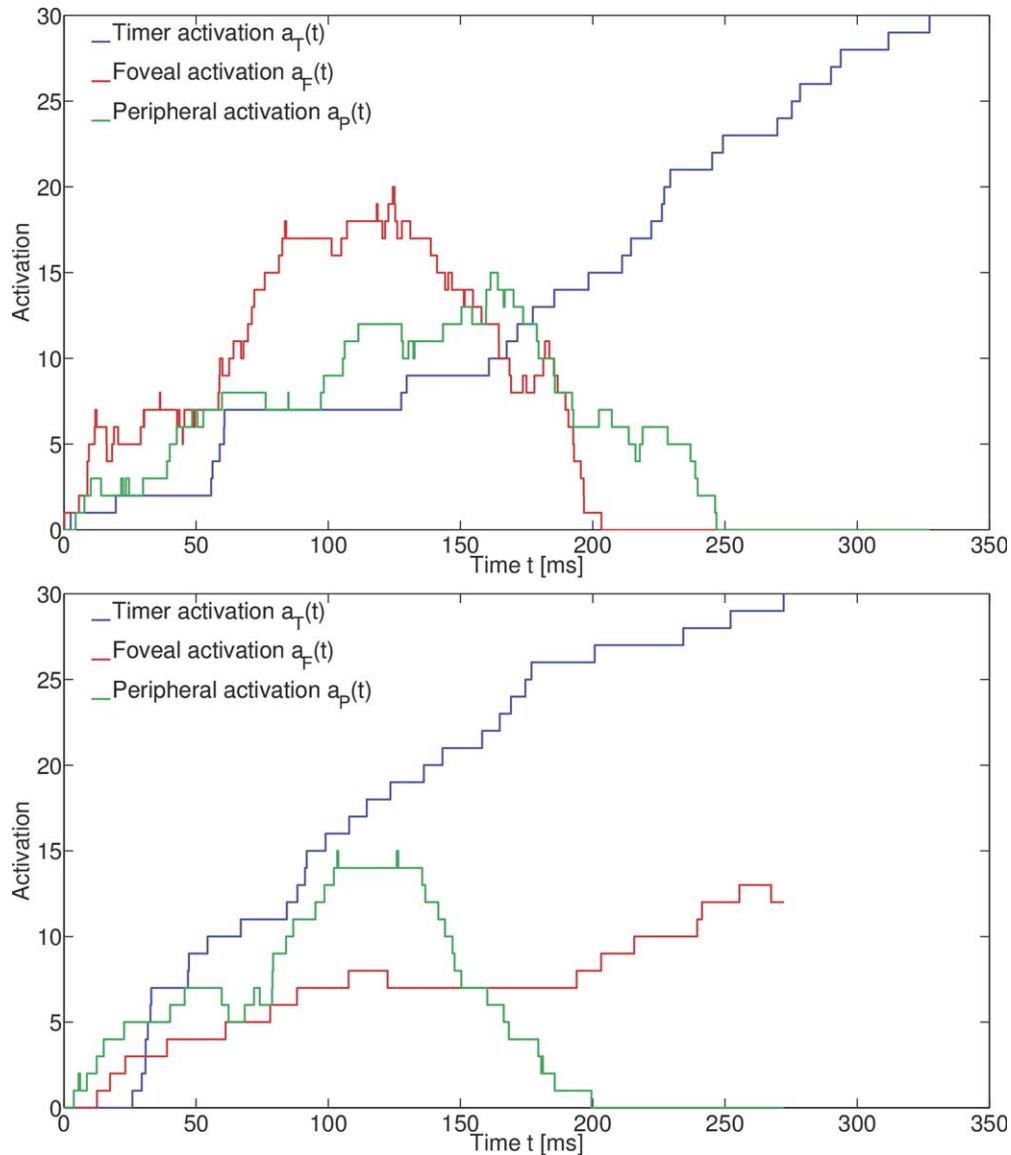 30
Timer activation a_T(t)
Foveal activation a_F(t)
Peripheral activation a_P(t)
25
20
15
10
5
0
Activation
0 50 100 150 200 250 300 350
Time t [ms]
30
Timer activation a_T(t)
Foveal activation a_F(t)
Peripheral activation a_P(t)
25
20
15
10
5
0
Activation
0 50 100 150 200 250 300 350
Time t [ms]